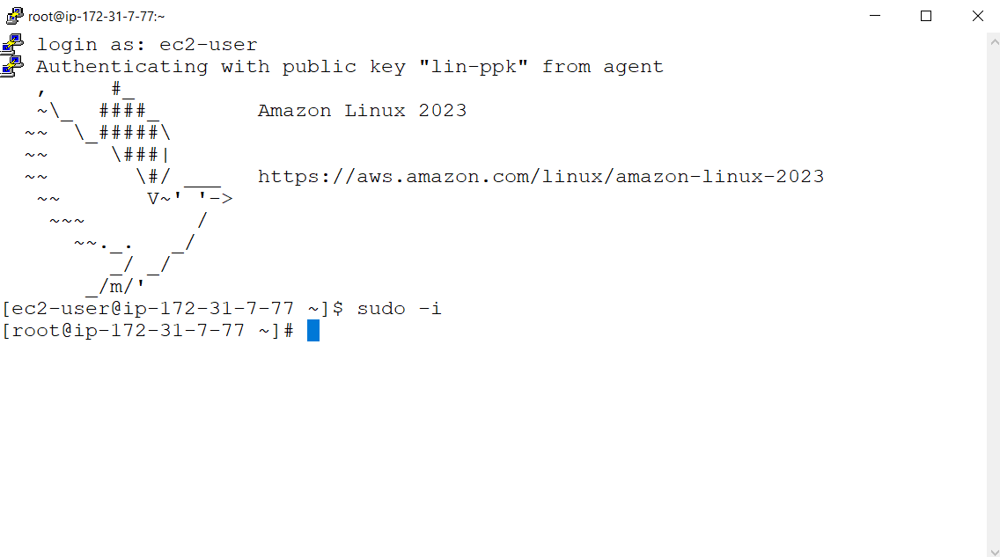 root@ip-172-31-7-77:~
login as: ec2-user
Authenticating with public key "lin-ppk" from agent
   ,     #_
   ~\_  ####_        Amazon Linux 2023
  ~~  \_#####\
  ~~     \###|
  ~~       \#/ ___   https://aws.amazon.com/linux/amazon-linux-2023
   ~~       V~' '->
    ~~~         /
      ~~._.   _/
         _/ _/
       _/m/'
[ec2-user@ip-172-31-7-77 ~]$ sudo -i
[root@ip-172-31-7-77 ~]#